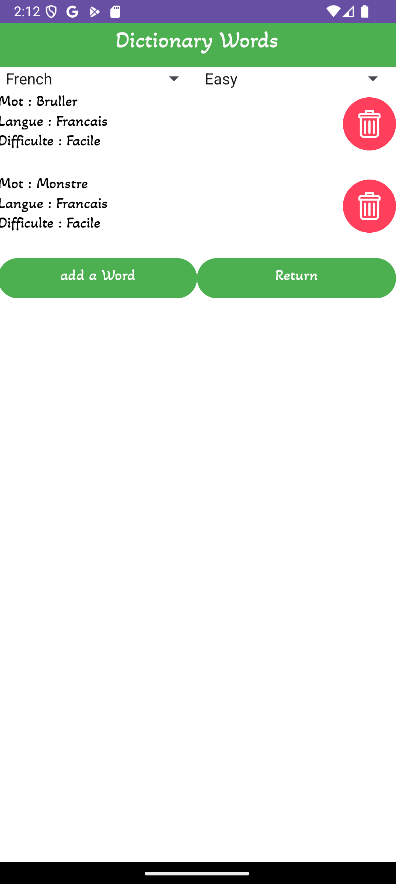 2:12
Dictionary Words
French
Easy
Mot : Bruller
Langue : Francais
Difficulte : Facile
Mot : Monstre
Langue : Francais
Difficulte : Facile
add a Word
Return